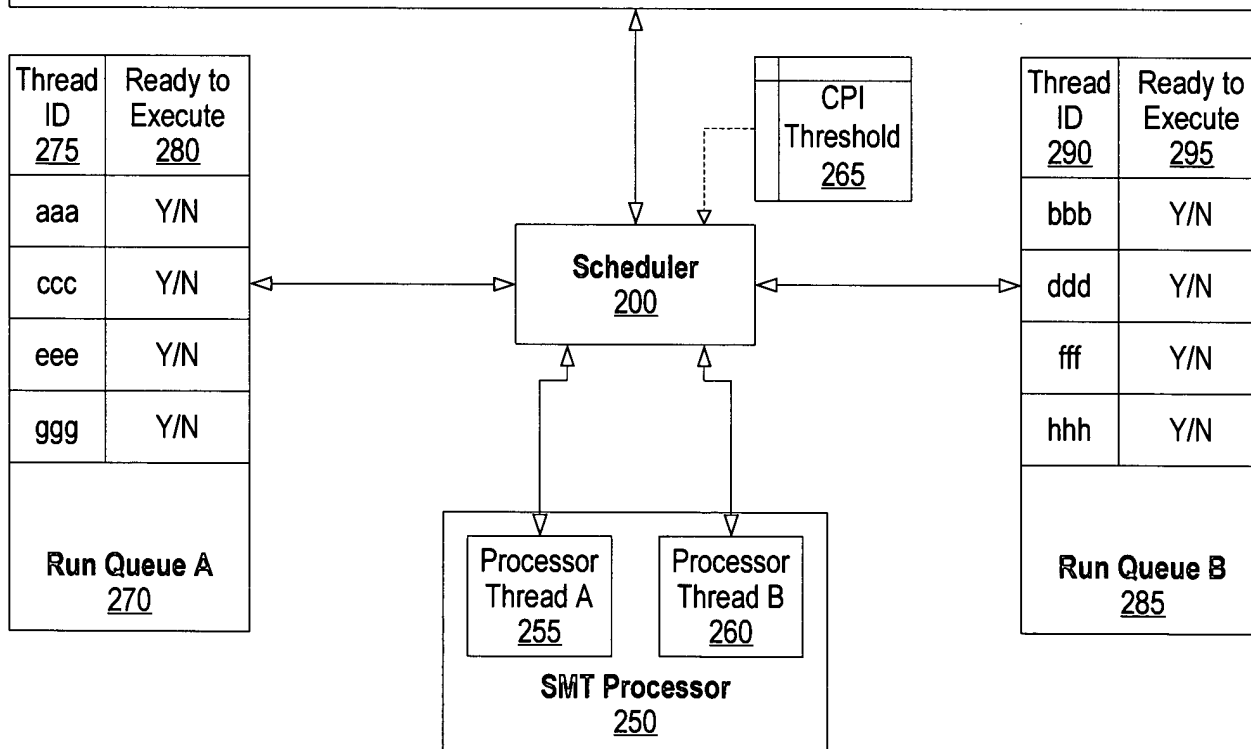 Thread
ID
275
Ready to
Execute
280
aaa
Y/N
ccc
Y/N
eee
Y/N
ggg
Y/N
Run Queue A
270
CPI
Threshold
265
Scheduler
200
Processor
Thread A
255
Processor
Thread B
260
SMT Processor
250
Thread
ID
290
Ready to
Execute
295
bbb
Y/N
ddd
Y/N
fff
Y/N
hhh
Y/N
Run Queue B
285